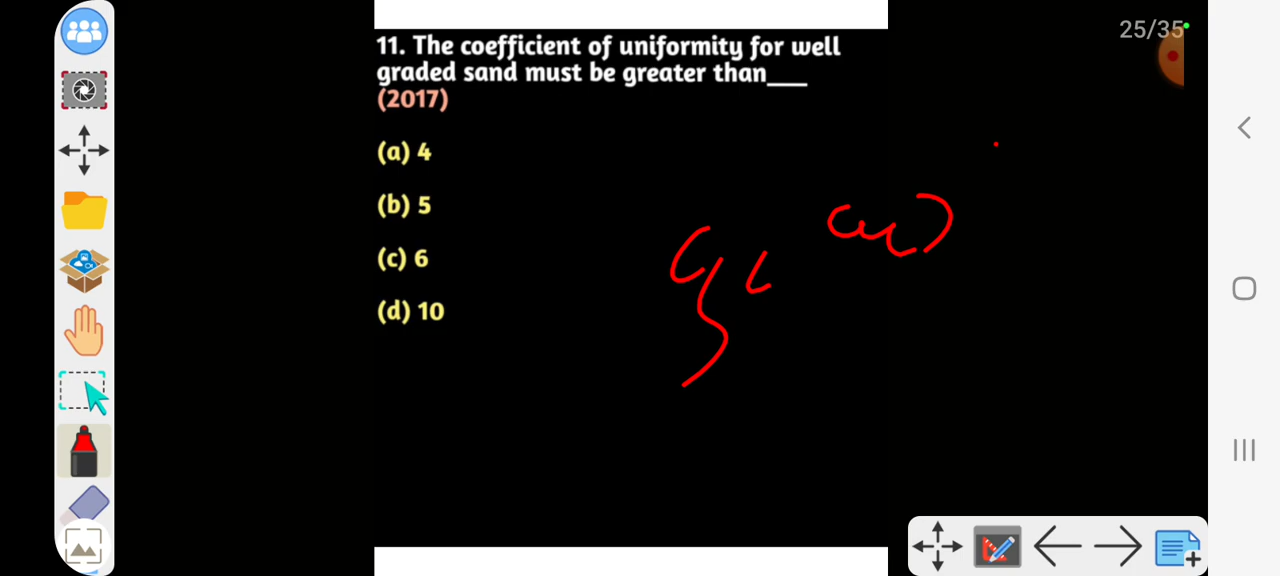 25/35
11. The coefficient of uniformity for well
graded sand must be greater than___
(2017)
(a) 4
(b) 5
(c) 6
(d) 10